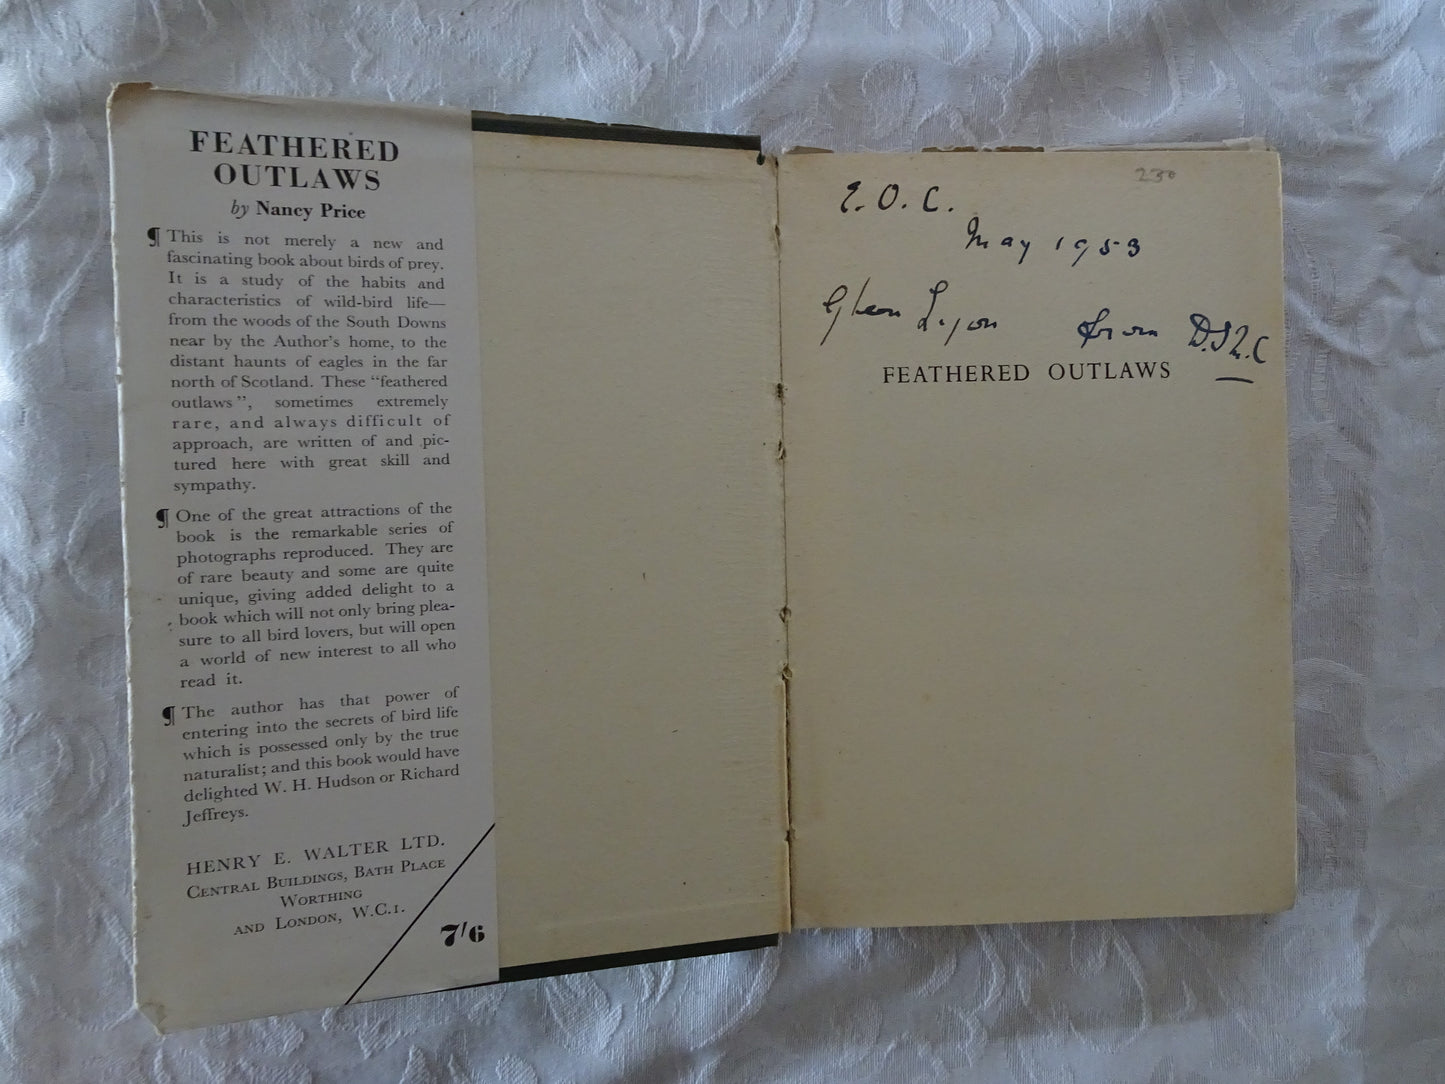 FEATHERED
OUTLAWS
by Nancy Price
¶ This is not merely a new and
fascinating book about birds of prey.
It is a study of the habits and
characteristics of wild-bird life—
from the woods of the South Downs
near by the Author's home, to the
distant haunts of eagles in the far
north of Scotland. These "feathered
outlaws", sometimes extremely
rare, and always difficult of
approach, are written of and pic-
tured here with great skill and
sympathy.
¶ One of the great attractions of the
book is the remarkable series of
photographs reproduced. They are
of rare beauty and some are quite
unique, giving added delight to a
book which will not only bring plea-
sure to all bird lovers, but will open
a world of new interest to all who
read it.
¶ The author has that power of
entering into the secrets of bird life
which is possessed only by the true
naturalist; and this book would have
delighted W. H. Hudson or Richard
Jeffreys.
HENRY E. WALTER LTD.
CENTRAL BUILDINGS, BATH PLACE
WORTHING
AND LONDON, W.C.1.
7/6
230
E. O. C.
May 1953
Lyon from
FEATHERED OUTLAWS